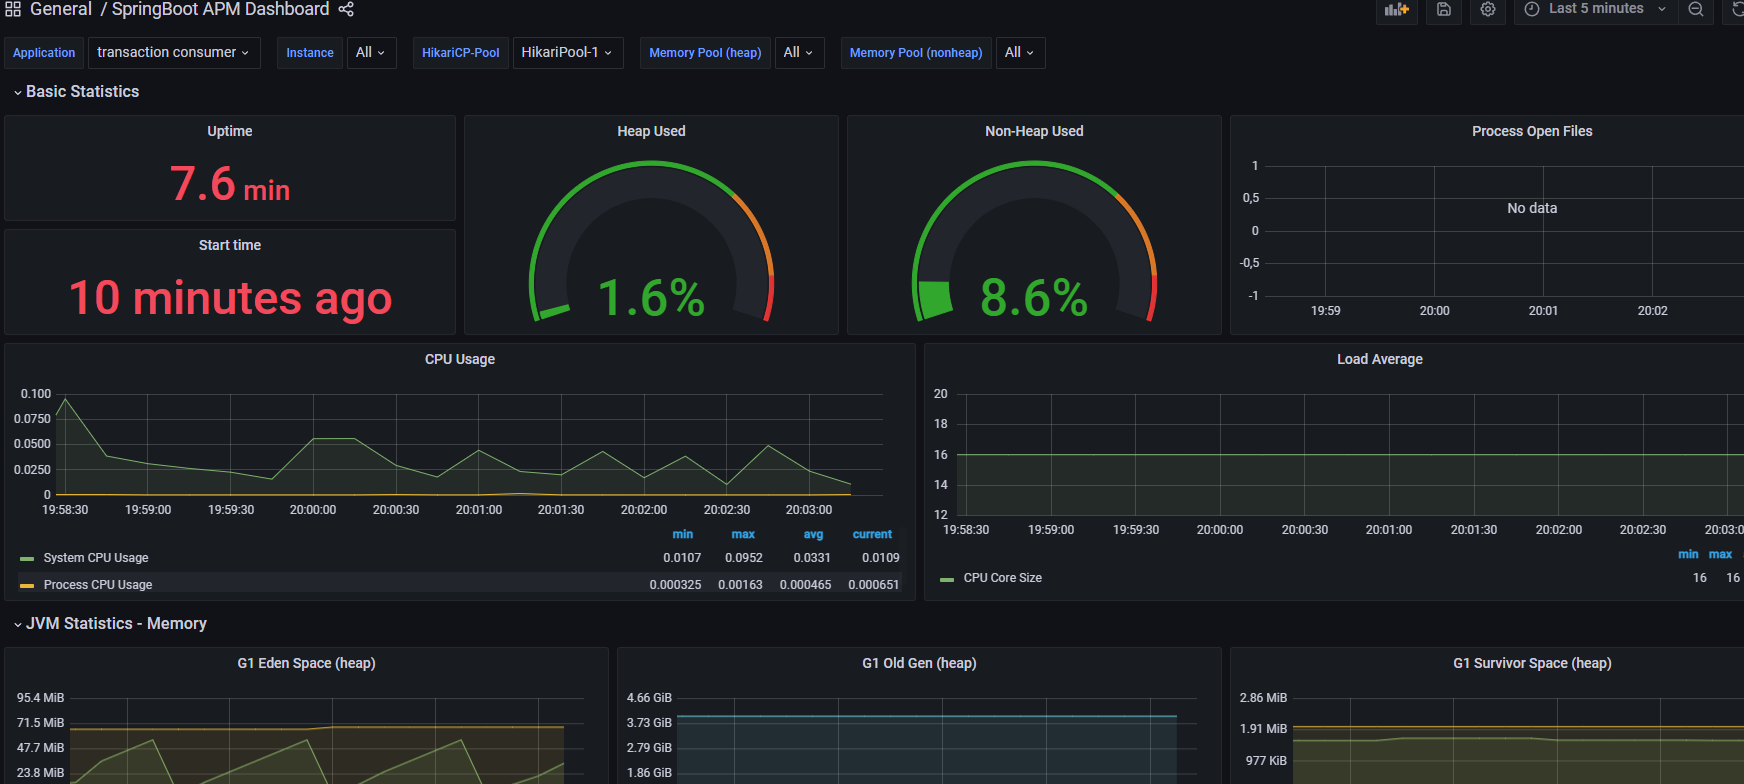 General / SpringBoot APM Dashboard
Last 5 minutes
Application transaction consumer Instance All HikariCP-Pool HikariPool-1 Memory Pool (heap) All Memory Pool (nonheap) All
Basic Statistics
Uptime
7.6 min
Start time
10 minutes ago
Heap Used
1.6%
Non-Heap Used
8.6%
Process Open Files
1
0,5
0
-0,5
-1
No data
19:59 20:00 20:01 20:02
CPU Usage
0.100
0.0750
0.0500
0.0250
0
19:58:30 19:59:00 19:59:30 20:00:00 20:00:30 20:01:00 20:01:30 20:02:00 20:02:30 20:03:00
min max avg current
System CPU Usage 0.0107 0.0952 0.0331 0.0109
Process CPU Usage 0.000325 0.00163 0.000465 0.000651
Load Average
20
18
16
14
12
19:58:30 19:59:00 19:59:30 20:00:00 20:00:30 20:01:00 20:01:30 20:02:00 20:02:30 20:03:0
min max
CPU Core Size 16 16
JVM Statistics - Memory
G1 Eden Space (heap)
95.4 MiB
71.5 MiB
47.7 MiB
23.8 MiB
G1 Old Gen (heap)
4.66 GiB
3.73 GiB
2.79 GiB
1.86 GiB
G1 Survivor Space (heap)
2.86 MiB
1.91 MiB
977 KiB